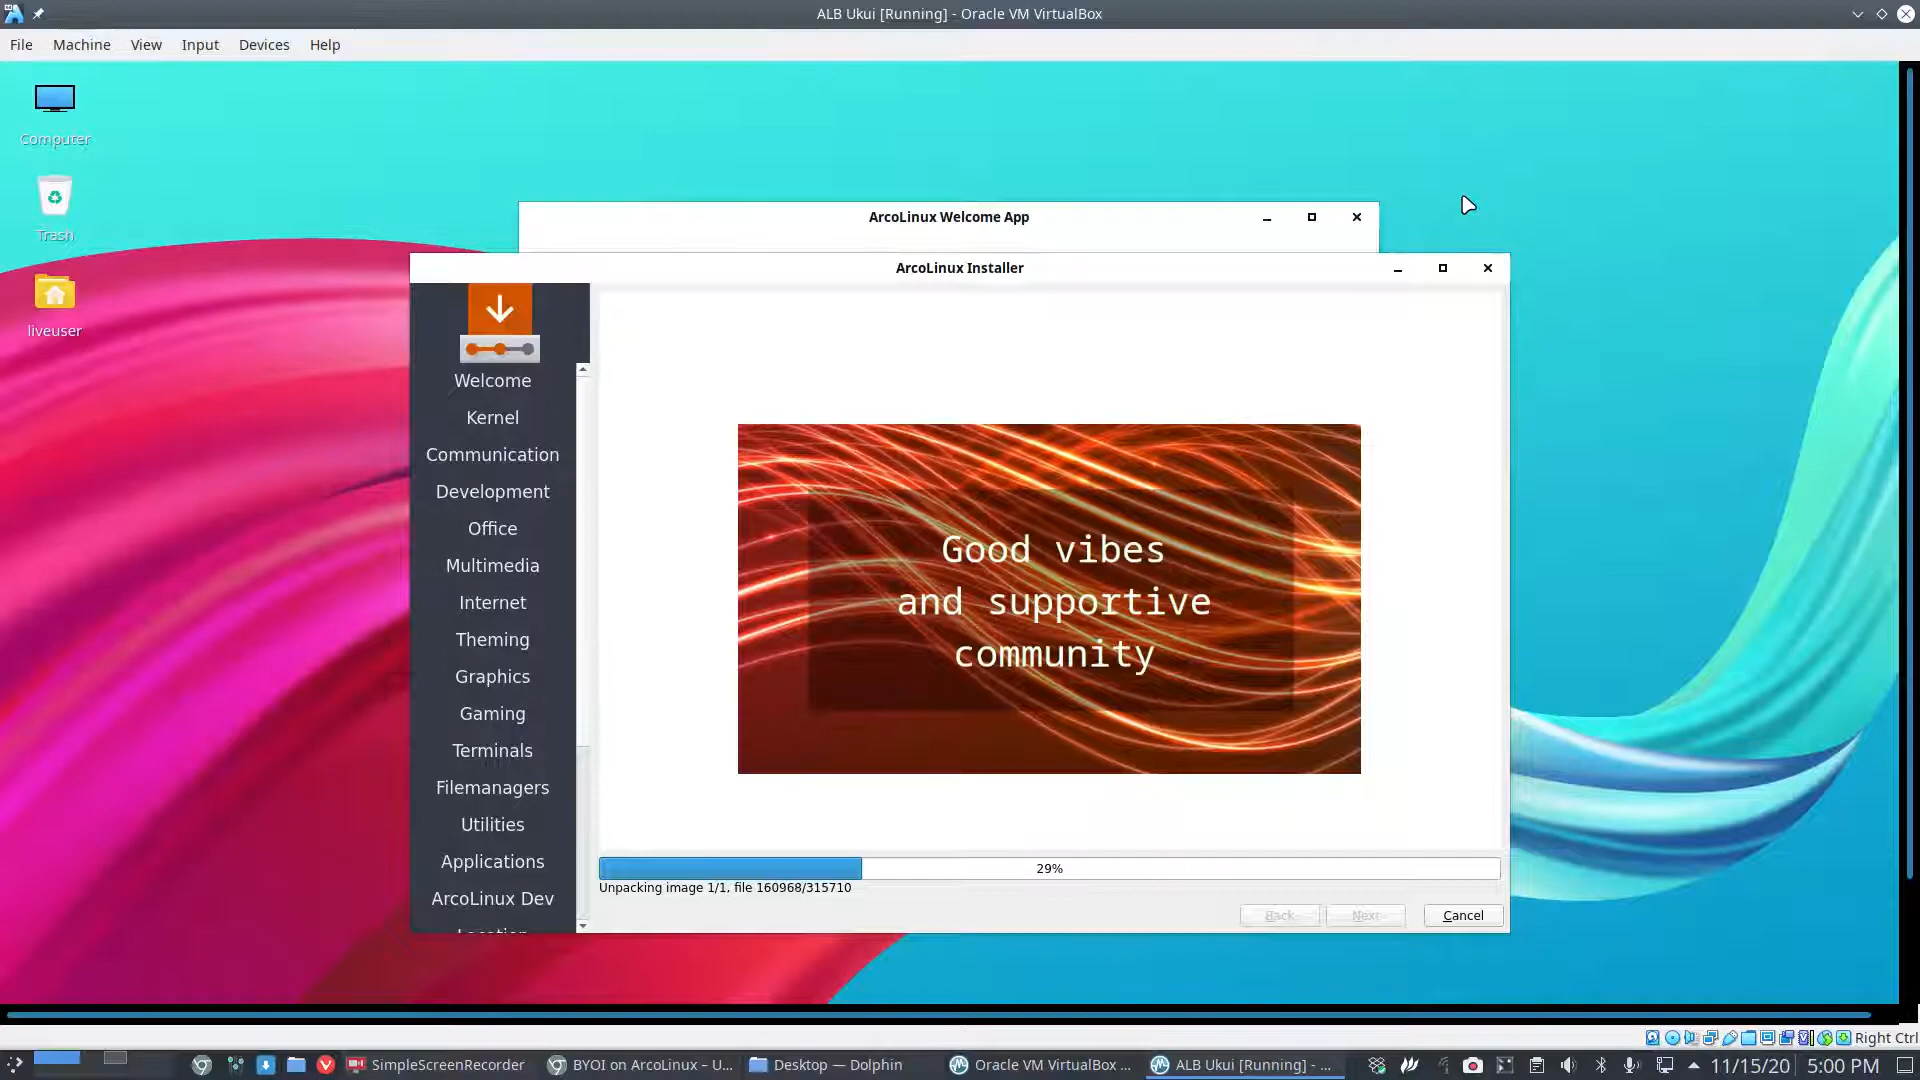 ALB Ukui [Running] - Oracle VM VirtualBox
File Machine View Input Devices Help
Computer
Trash
liveuser
ArcoLinux Welcome App
ArcoLinux Installer
Welcome
Kernel
Communication
Development
Office
Multimedia
Internet
Theming
Graphics
Gaming
Terminals
Filemanagers
Utilities
Applications
ArcoLinux Dev
Location
Good vibes
and supportive
community
29%
Unpacking image 1/1, file 160968/315710
Back Next Cancel
Right Ctrl
SimpleScreenRecorder
BYOI on ArcoLinux – U...
Desktop — Dolphin
Oracle VM VirtualBox ...
ALB Ukui [Running] - ...
11/15/20 5:00 PM